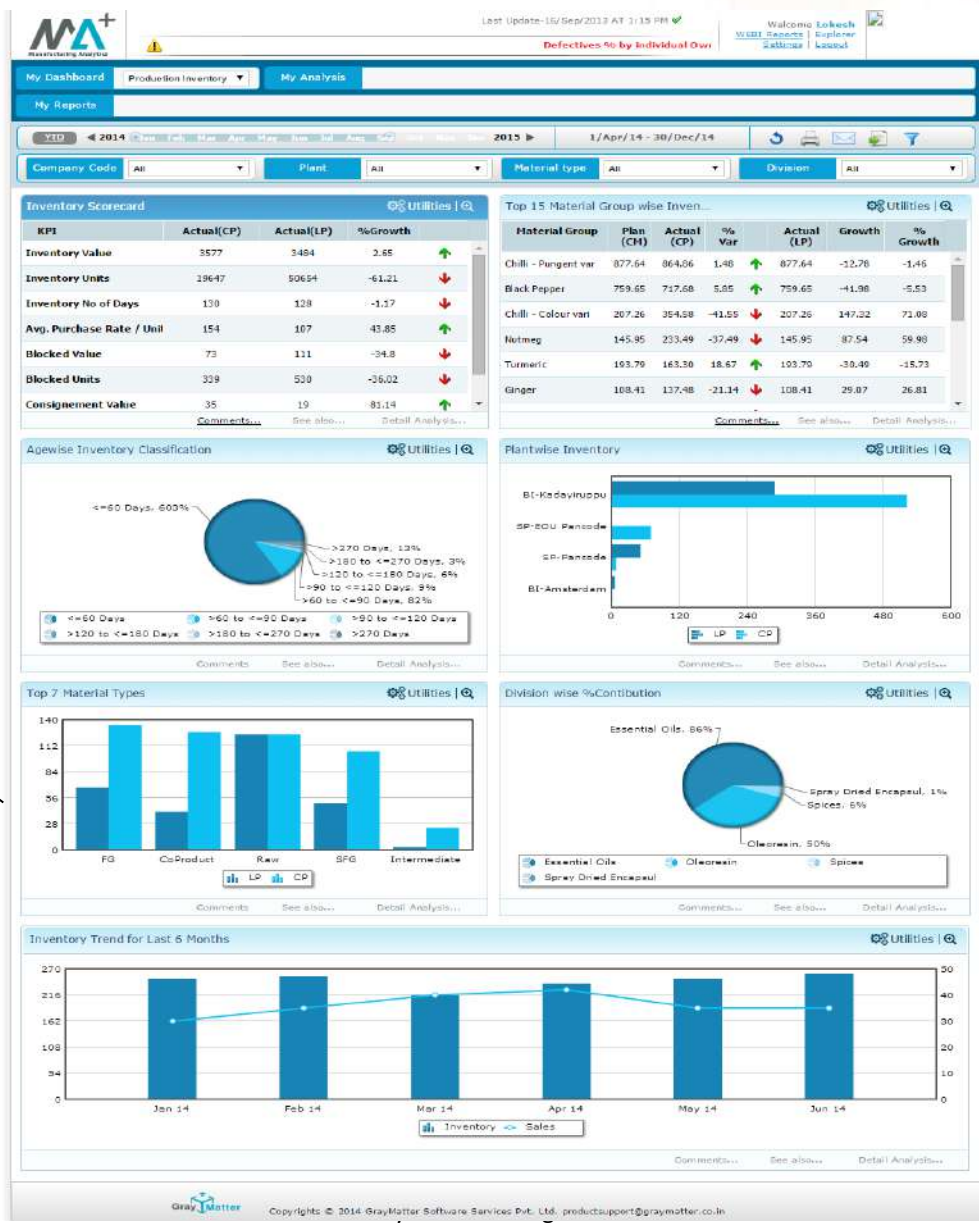 MA+
Manufacturing Analytics
Last Update-16/Sep/2013 AT 1:15 PM
Welcome Lokesh
WEBI Reports | Explorer
Settings | Logout
Defectives % by Individual Ow
My Dashboard
Production Inventory
My Analysis
My Reports
YTD
2014
Feb Mar Apr May Jun Jul Aug Sep
2015
1/Apr/14 - 30/Dec/14
Company Code All
Plant All
Material type All
Division All
Inventory Scorecard
Utilities
KPI Actual(CP) Actual(LP) %Growth
Inventory Value 3577 3484 2.65
Inventory Units 19647 50654 -61.21
Inventory No of Days 130 128 -1.17
Avg. Purchase Rate / Unit 154 107 43.85
Blocked Value 73 111 -34.8
Blocked Units 339 530 -36.02
Consignement Value 35 19 81.14
Comments... See also... Detail Analysis...
Top 15 Material Group wise Inven...
Utilities
Material Group Plan (CM) Actual (CP) % Var Actual (LP) Growth % Growth
Chilli - Pungent var 877.64 864.86 1.48 877.64 -12.78 -1.46
Black Pepper 759.65 717.68 5.85 759.65 -41.98 -5.53
Chilli - Colour vari 207.26 354.58 -41.55 207.26 147.32 71.08
Nutmeg 145.95 233.49 -37.49 145.95 87.54 59.98
Turmeric 193.79 163.30 18.67 193.79 -30.49 -15.73
Ginger 108.41 137.48 -21.14 108.41 29.07 26.81
Comments... See also... Detail Analysis...
Agewise Inventory Classification
Utilities
<=60 Days, 603%
>270 Days, 13%
>180 to <=270 Days, 3%
>120 to <=180 Days, 6%
>90 to <=120 Days, 9%
>60 to <=90 Days, 82%
<=60 Days >60 to <=90 Days >90 to <=120 Days
>120 to <=180 Days >180 to <=270 Days >270 Days
Comments See also... Detail Analysis...
Plantwise Inventory
Utilities
BI-Kadayiruppu
SP-EOU Pancode
SP-Pancode
BI-Amsterdam
0 120 240 360 480 600
LP CP
Comments... See also... Detail Analysis...
Top 7 Material Types
Utilities
140
112
84
56
28
0
FG CoProduct Raw SFG Intermediate
LP CP
Comments See also... Detail Analysis...
Division wise %Contibution
Utilities
Essential Oils, 86%
Spray Dried Encapsul, 1%
Spices, 6%
Oleoresin, 50%
Essential Oils Oleoresin Spices
Spray Dried Encapsul
Comments... See also... Detail Analysis...
Inventory Trend for Last 6 Months
Utilities
270 50
216 40
162 30
108 20
54 10
0 0
Jan 14 Feb 14 Mar 14 Apr 14 May 14 Jun 14
Inventory Sales
Comments... See also... Detail Analysis...
GrayMatter
Copyrights © 2014 GrayMatter Software Services Pvt. Ltd. productsupport@graymatter.co.in